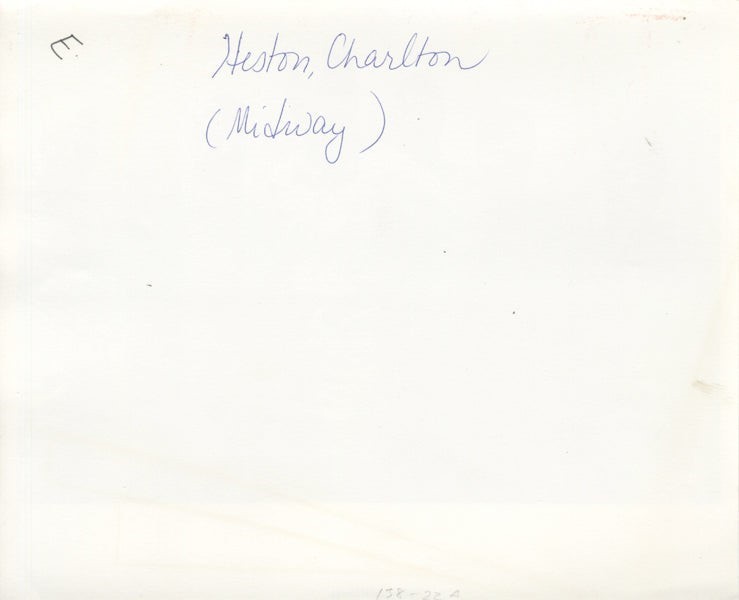 E
Heston, Charlton
(Midway)
138-22A